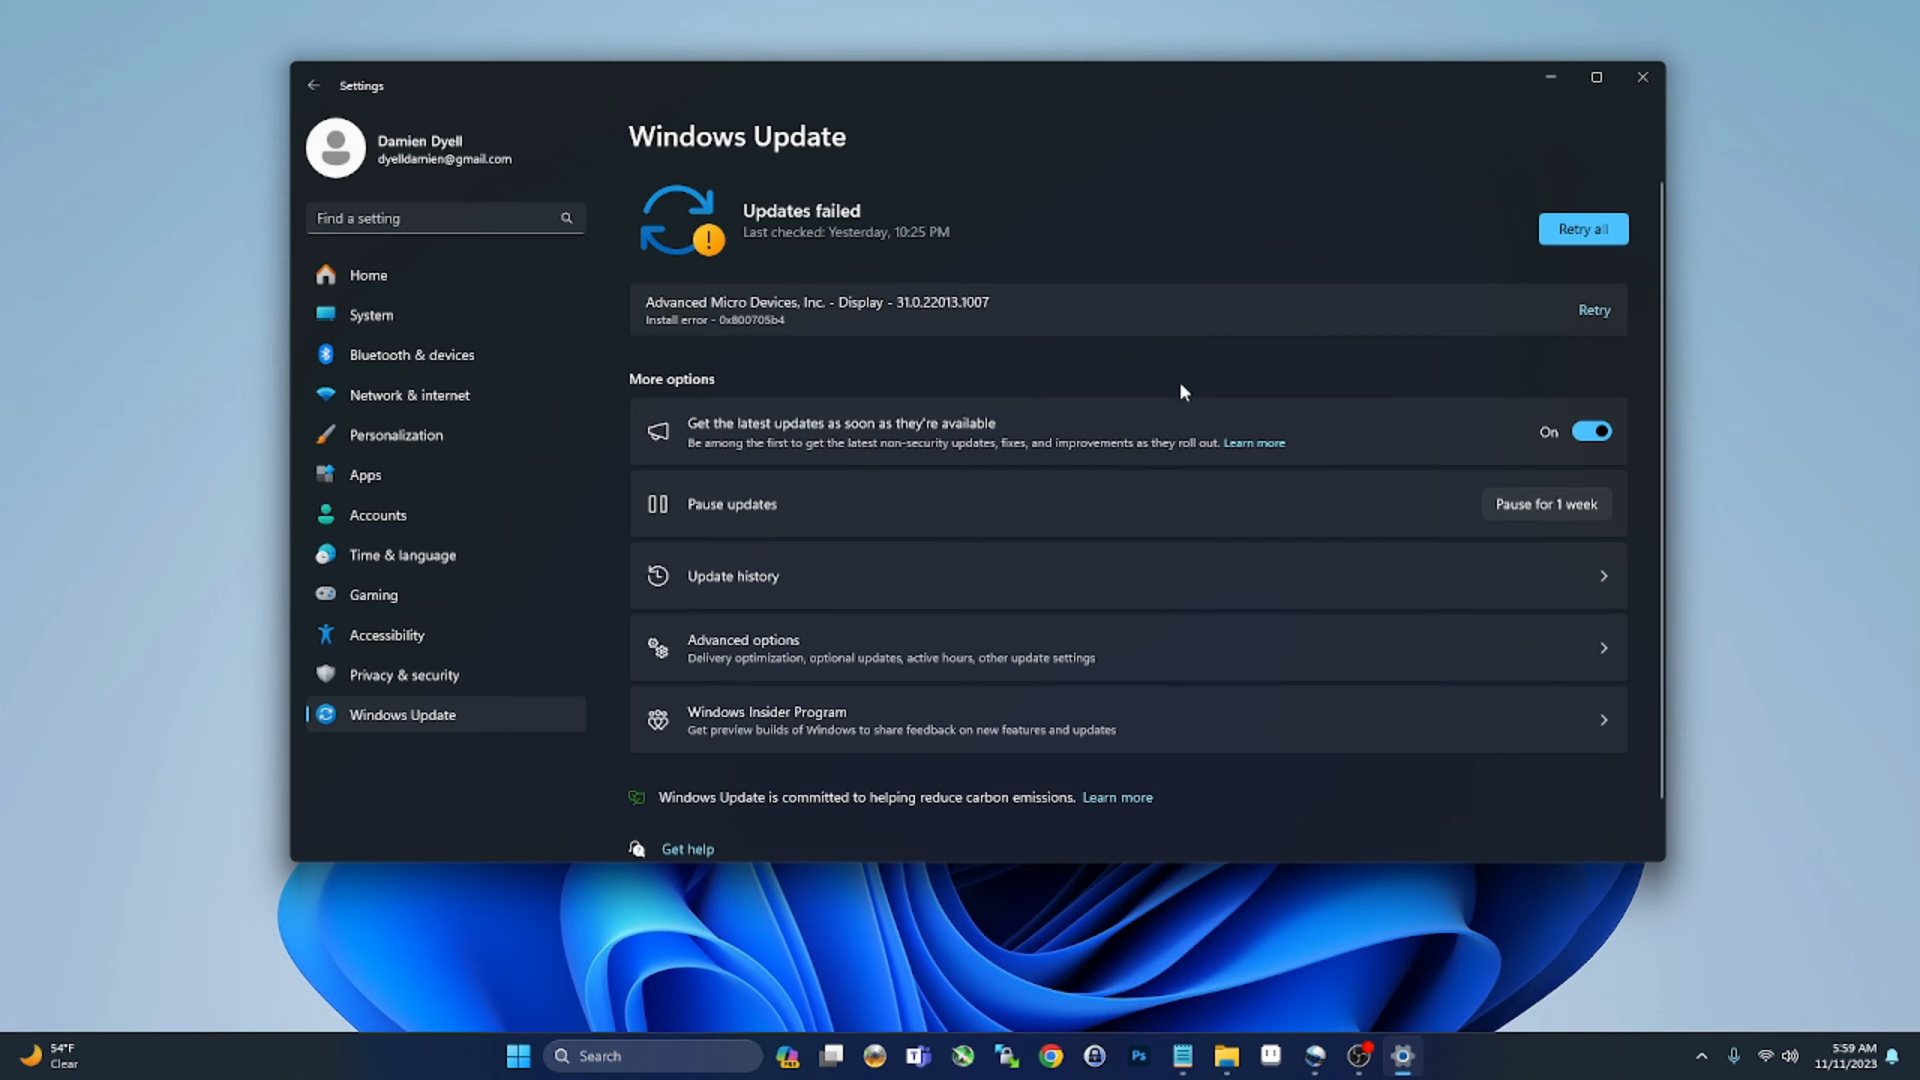 Settings
Damien Dyell
dyelldamien@gmail.com
Find a setting
Home
System
Bluetooth & devices
Network & internet
Personalization
Apps
Accounts
Time & language
Gaming
Accessibility
Privacy & security
Windows Update
Windows Update
Updates failed
Last checked: Yesterday, 10:25 PM
Retry all
Advanced Micro Devices, Inc. - Display - 31.0.22013.1007
Install error - 0x800705b4
Retry
More options
Get the latest updates as soon as they're available
Be among the first to get the latest non-security updates, fixes, and improvements as they roll out. Learn more
On
Pause updates
Pause for 1 week
Update history
Advanced options
Delivery optimization, optional updates, active hours, other update settings
Windows Insider Program
Get preview builds of Windows to share feedback on new features and updates
Windows Update is committed to helping reduce carbon emissions. Learn more
Get help
54°F
Clear
Search
Ps
5:59 AM
11/11/2023